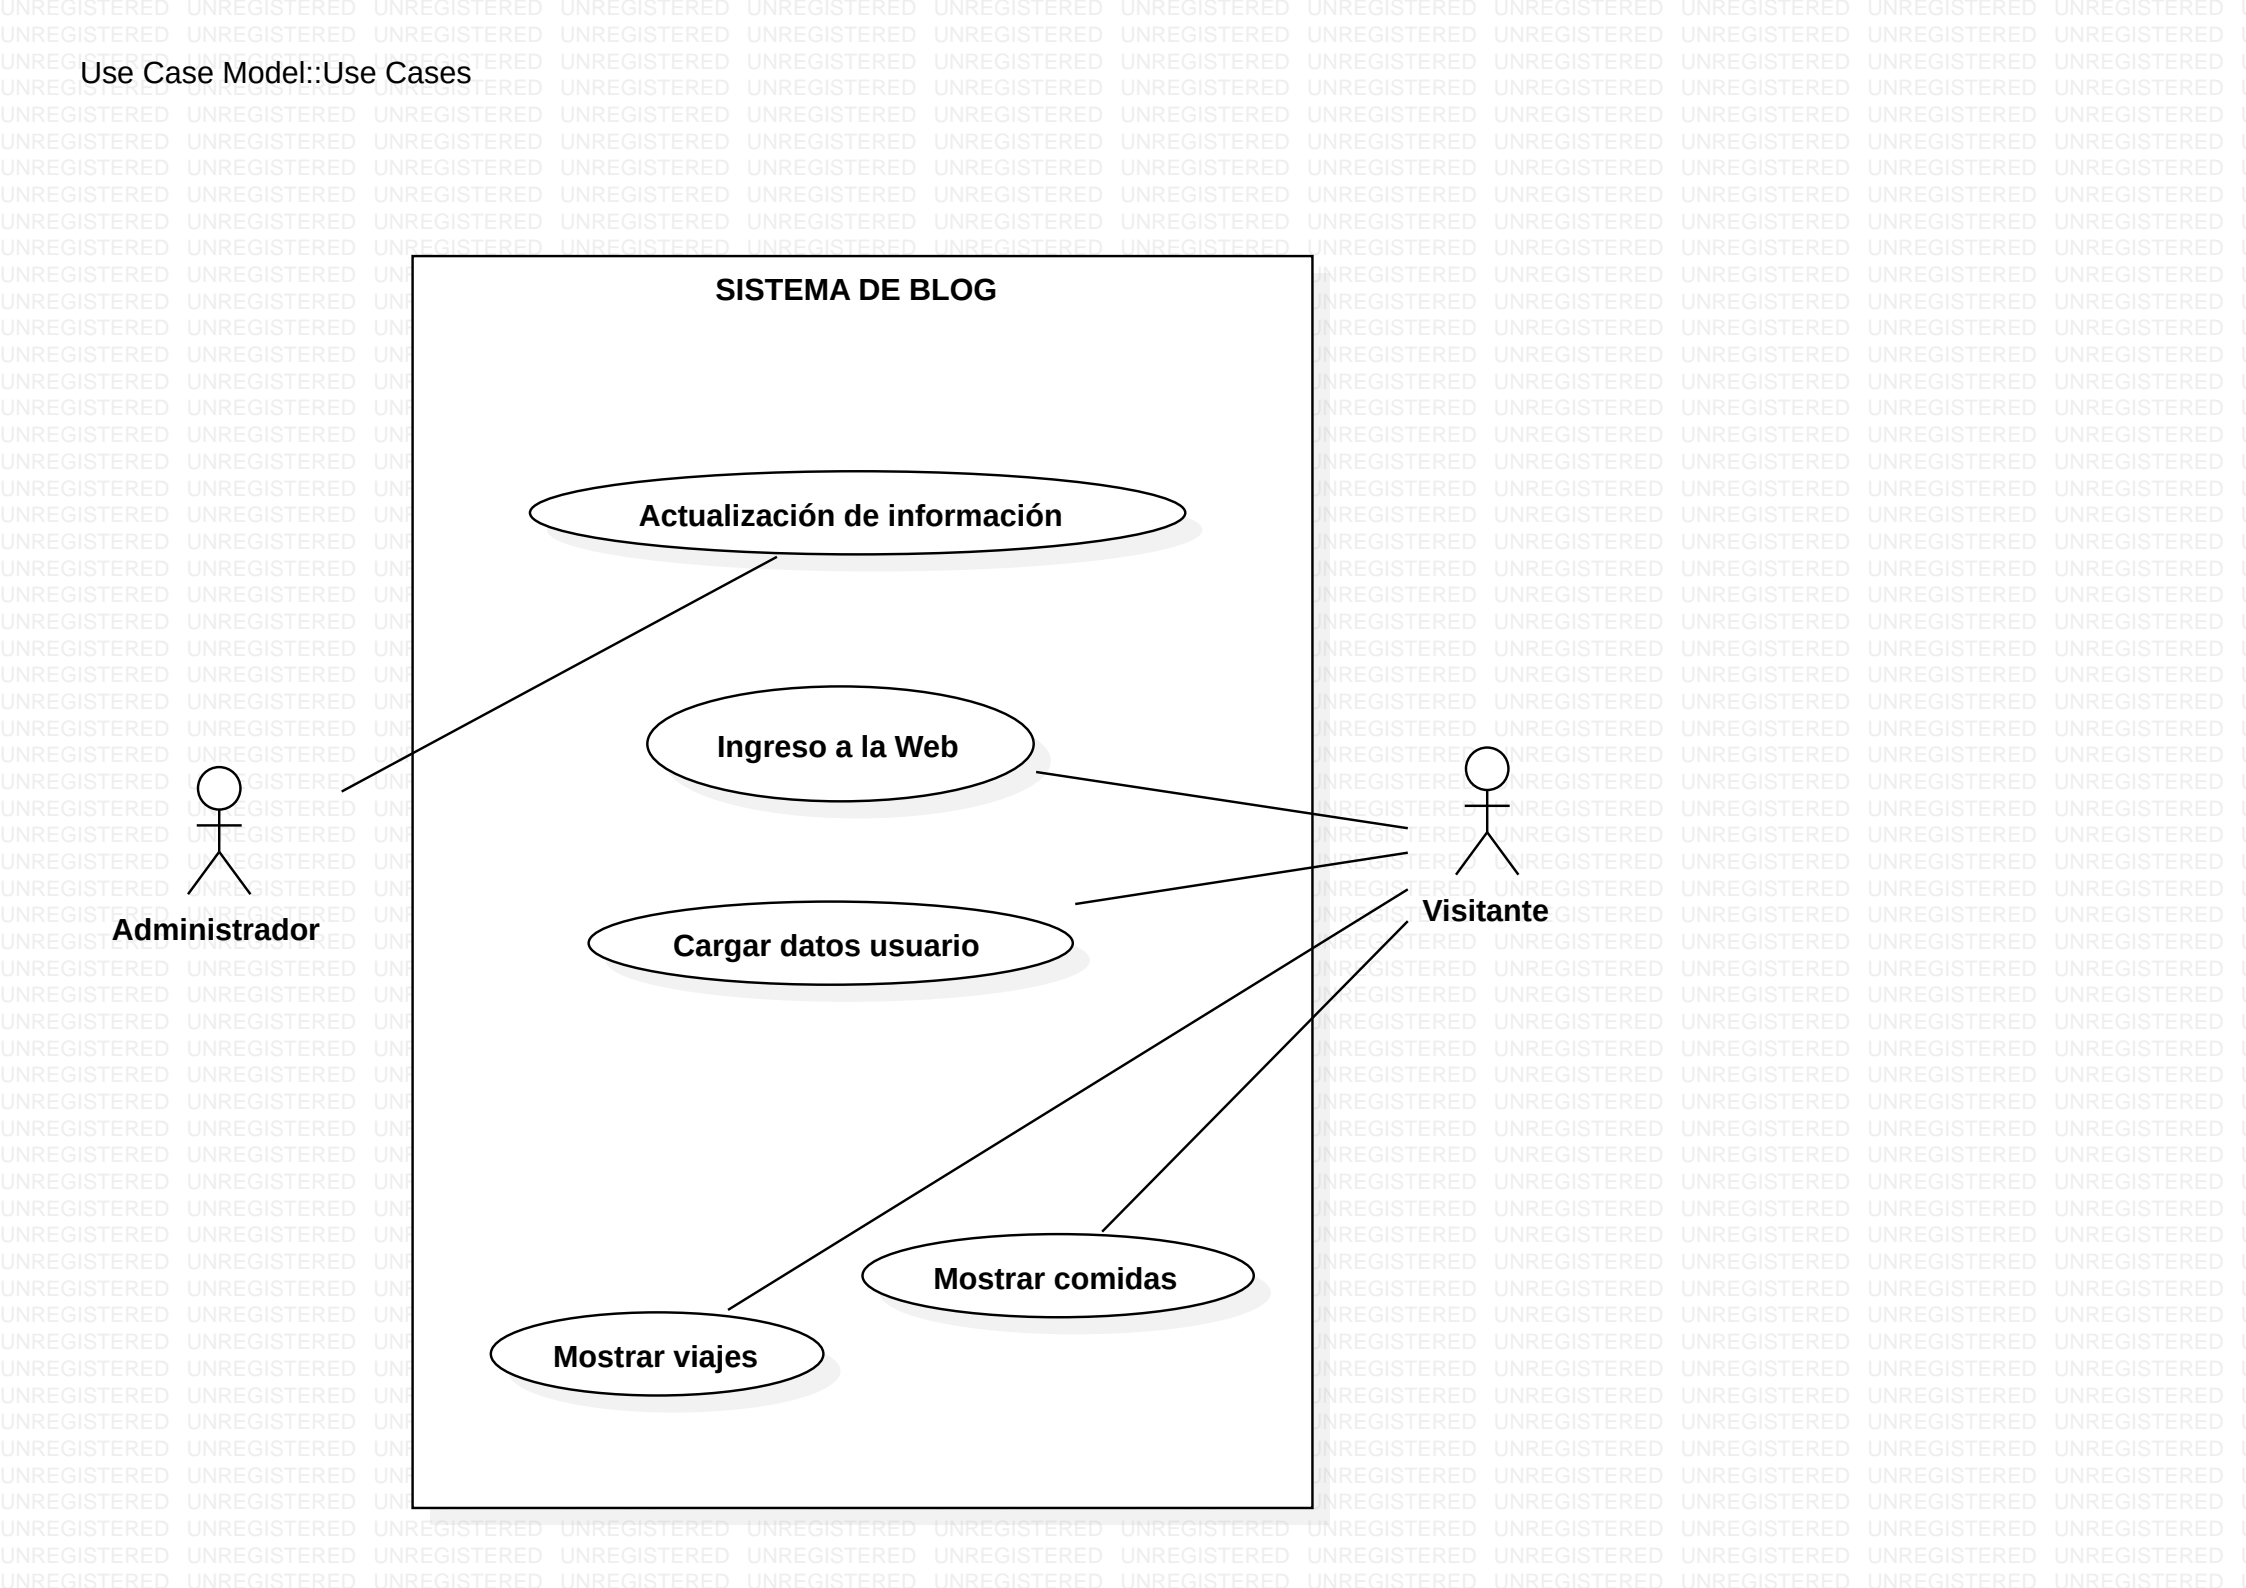 Use Case Model::Use Cases
SISTEMA DE BLOG
Actualización de información
Ingreso a la Web
Visitante
Administrador
Cargar datos usuario
Mostrar comidas
Mostrar viajes
UNREGISTERED